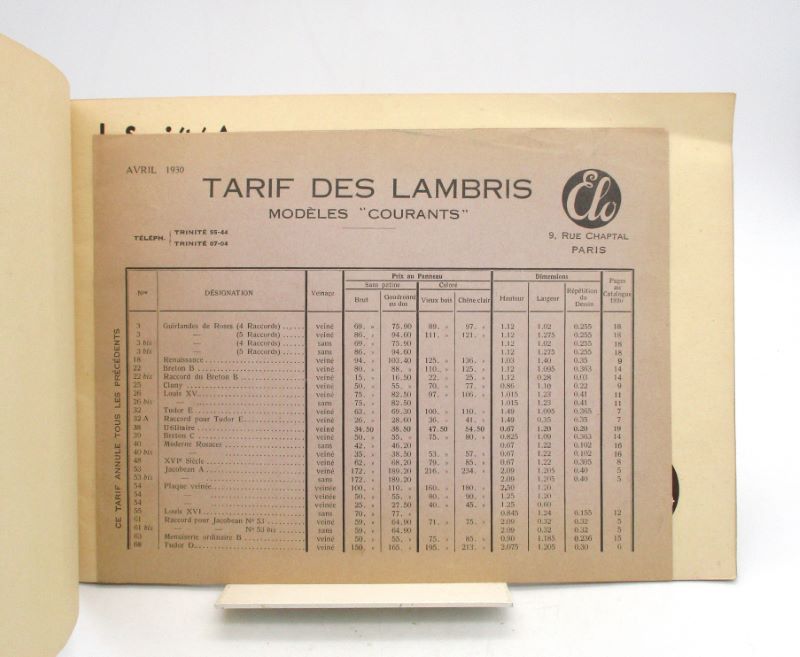 AVRIL 1930
TARIF DES LAMBRIS
MODÈLES "COURANTS"
Elo
9, RUE CHAPTAL
PARIS
TÉLÉPH. TRINITÉ 55-44
TRINITÉ 07-04
CE TARIF ANNULE TOUS LES PRÉCÉDENTS
Prix au Panneau Dimensions
Sans patine Coloré
Nos DÉSIGNATION Veinage Brut Goudronné au dos Vieux bois Chêne clair Hauteur Largeur Répétition du Dessin Pages au Catalogue
3 Guirlandes de Roses (4 Raccords) veiné 69. » 75.90 89. » 97. » 1.12 1.02 0.255 18
3 — (5 Raccords) veiné 86. » 94.60 111. » 121. » 1.12 1.275 0.255 18
3 bis — (4 Raccords) sans 69. » 75.90 1.12 1.02 0.255 18
3 bis — (5 Raccords) sans 86. » 94.60 1.12 1.275 0.255 18
18 Renaissance veiné 94. » 103.40 125. » 136. » 1.03 1.40 0.35 9
22 Breton B veiné 80. » 88. » 110. » 125. » 1.12 1.095 0.363 14
22 bis Raccord du Breton B veiné 15. » 16.50 22. » 25. » 1.12 0.28 0.03 14
25 Cluny veiné 50. » 55. » 70. » 77. » 0.86 1.10 0.22 9
26 Louis XV veiné 75. » 82.50 97. » 106. » 1.015 1.23 0.41 11
26 bis — sans 75. » 82.50 1.015 1.23 0.41 11
32 Tudor E veiné 63. » 69.30 100. » 110. » 1.49 1.095 0.365 7
32 A Raccord pour Tudor E veiné 26. » 28.60 36. » 41. » 1.49 0.35 0.35 7
38 Utilitaire veiné 34.50 38.50 47.50 54.50 0.67 1.20 0.20 19
39 Breton C veiné 50. » 55. » 75. » 80. » 0.825 1.09 0.363 14
40 Moderne Rosaces sans 42. » 46.20 0.67 1.22 0.102 16
40 bis — veiné 35. » 38.50 53. » 57. » 0.67 1.22 0.102 16
48 XVIe Siècle veiné 62. » 68.20 79. » 85. » 0.67 1.22 0.305 8
53 Jacobean A veiné 172. » 189.20 216. » 234. » 2.09 1.205 0.40 5
53 bis — sans 172. » 189.20 2.09 1.205 0.40 5
54 Plaque veinée veinée 100. » 110. » 160. » 180. » 2.50 1.20
54 — veinée 50. » 55. » 80. » 90. » 1.25 1.20
54 — veinée 25. » 27.50 40. » 45. » 1.25 0.60
55 Louis XVI sans 70. » 77. » 0.845 1.24 0.155 12
61 Raccord pour Jacobean No 53 veiné 59. » 64.90 71. » 75. » 2.09 0.32 0.32 5
61 bis — — No 53 bis sans 59. » 64.90 2.09 0.32 0.32 5
63 Menuiserie ordinaire B veiné 50. » 55. » 75. » 85. » 0.90 1.185 0.236 15
68 Tudor D veiné 150. » 165. » 195. » 213. » 2.075 1.205 0.30 6